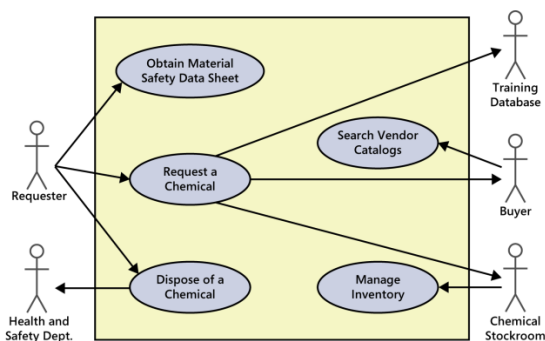 Obtain Material
Safety Data Sheet
Training
Database
Search Vendor
Catalogs
Requester
Request a
Chemical
Buyer
Health and
Safety Dept.
Dispose of a
Chemical
Manage
Inventory
Chemical
Stockroom